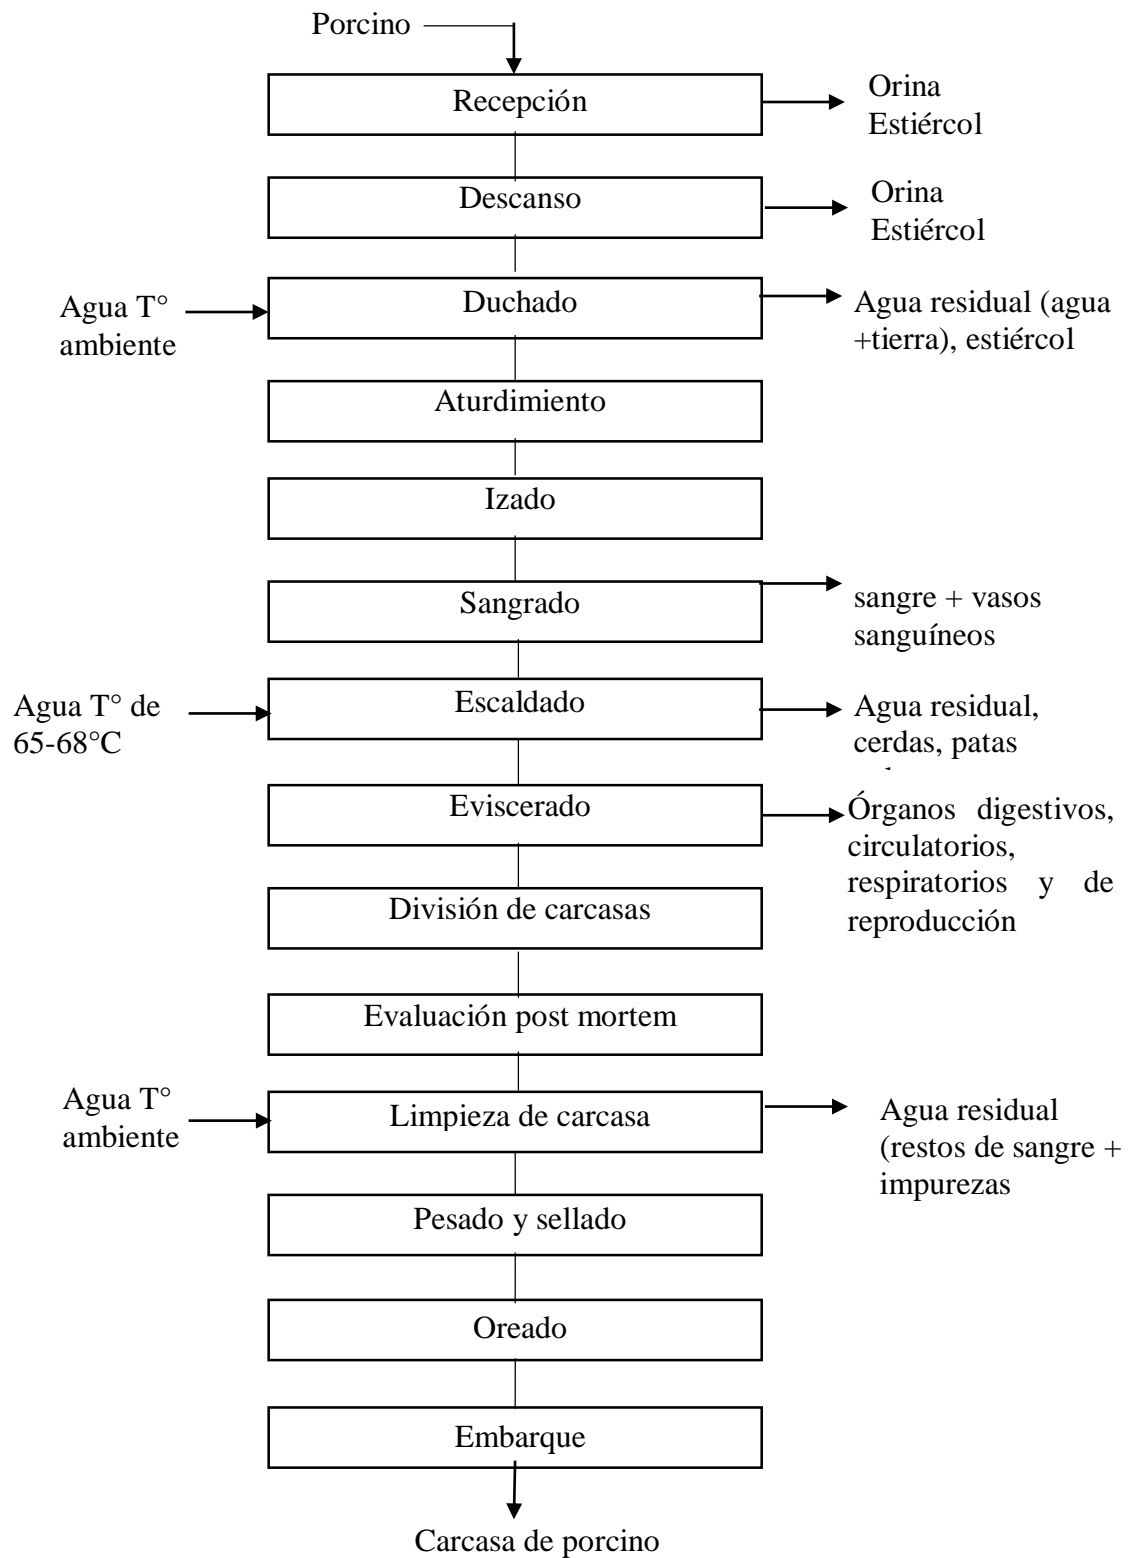 Porcino
Recepción
Orina
Estiércol
Descanso
Orina
Estiércol
Agua T°
ambiente
Duchado
Agua residual (agua
+tierra), estiércol
Aturdimiento
Izado
Sangrado
sangre + vasos
sanguíneos
Agua T° de
65-68°C
Escaldado
Agua residual,
cerdas, patas
Eviscerado
Órganos digestivos,
circulatorios,
respiratorios y de
reproducción
División de carcasas
Evaluación post mortem
Agua T°
ambiente
Limpieza de carcasa
Agua residual
(restos de sangre +
impurezas
Pesado y sellado
Oreado
Embarque
Carcasa de porcino